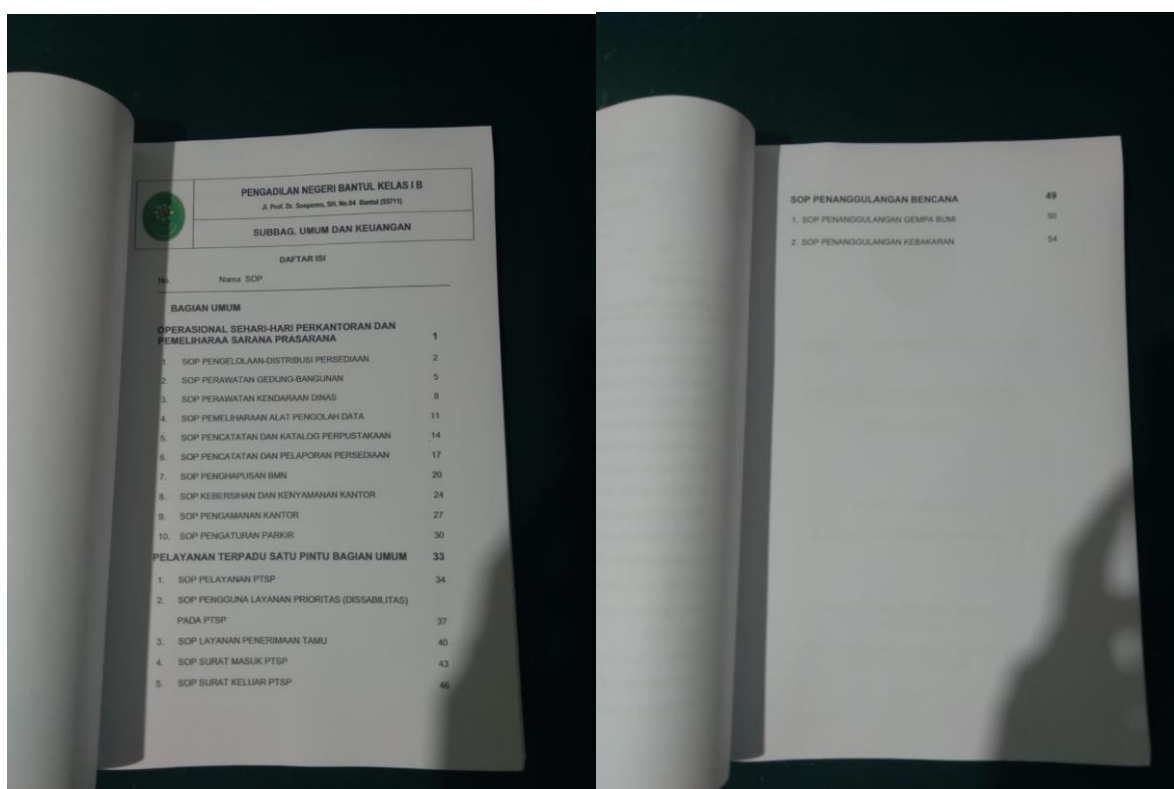 PENGADILAN NEGERI BANTUL KELAS I B
Jl. Prof. Dr. Soepomo, SH. No.04 Bantul (55711)
SUBBAG. UMUM DAN KEUANGAN
DAFTAR ISI
No. Nama SOP
BAGIAN UMUM
OPERASIONAL SEHARI-HARI PERKANTORAN DAN
PEMELIHARAA SARANA PRASARANA 1
1. SOP PENGELOLAAN-DISTRIBUSI PERSEDIAAN 2
2. SOP PERAWATAN GEDUNG-BANGUNAN 5
3. SOP PERAWATAN KENDARAAN DINAS 8
4. SOP PEMELIHARAAN ALAT PENGOLAH DATA 11
5. SOP PENCATATAN DAN KATALOG PERPUSTAKAAN 14
6. SOP PENCATATAN DAN PELAPORAN PERSEDIAAN 17
7. SOP PENGHAPUSAN BMN 20
8. SOP KEBERSIHAN DAN KENYAMANAN KANTOR 24
9. SOP PENGAMANAN KANTOR 27
10. SOP PENGATURAN PARKIR 30
PELAYANAN TERPADU SATU PINTU BAGIAN UMUM 33
1. SOP PELAYANAN PTSP 34
2. SOP PENGGUNA LAYANAN PRIORITAS (DISSABILITAS)
PADA PTSP 37
3. SOP LAYANAN PENERIMAAN TAMU 40
4. SOP SURAT MASUK PTSP 43
5. SOP SURAT KELUAR PTSP 46
SOP PENANGGULANGAN BENCANA 49
1. SOP PENANGGULANGAN GEMPA BUMI 50
2. SOP PENANGGULANGAN KEBAKARAN 54